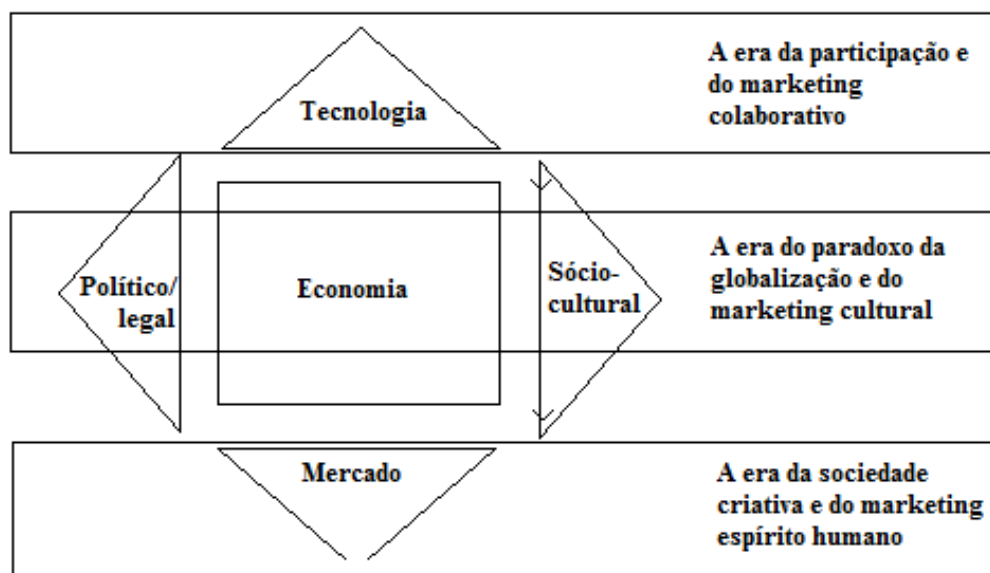 Tecnologia
A era da participação e
do marketing
colaborativo
Político/
legal
Economia
Sócio-
cultural
A era do paradoxo da
globalização e do
marketing cultural
Mercado
A era da sociedade
criativa e do marketing
espírito humano